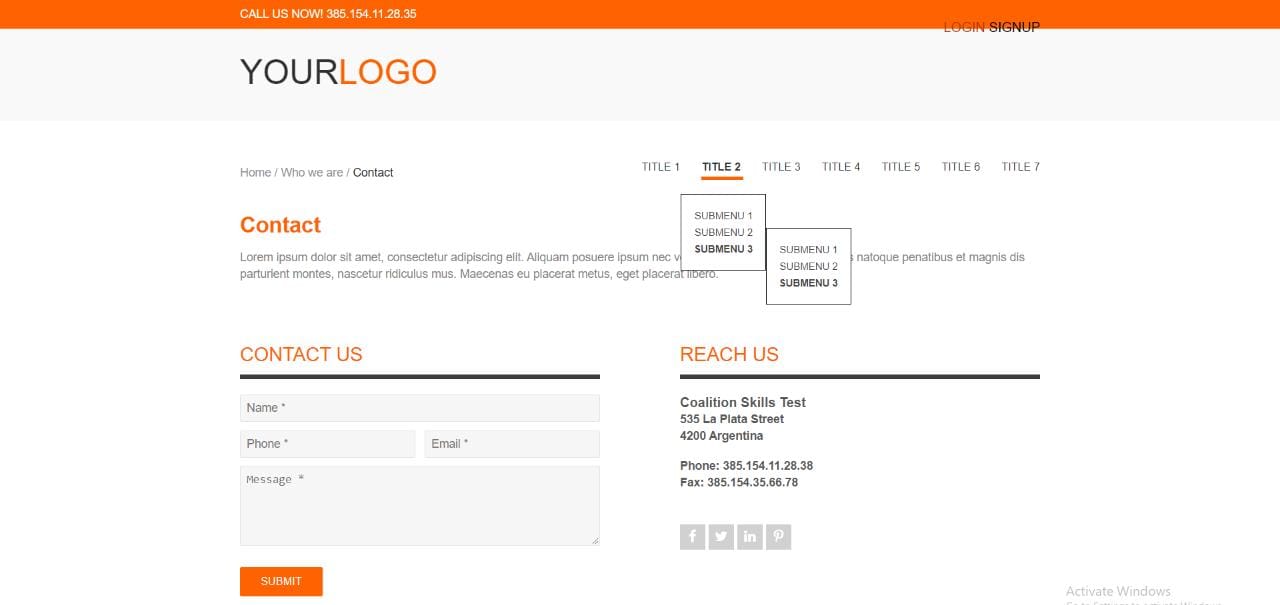 CALL US NOW! 385.154.11.28.35
LOGIN SIGNUP
YOURLOGO
Home / Who we are / Contact
TITLE 1 TITLE 2 TITLE 3 TITLE 4 TITLE 5 TITLE 6 TITLE 7
SUBMENU 1
SUBMENU 2
SUBMENU 3
SUBMENU 1
SUBMENU 2
SUBMENU 3
Contact
Lorem ipsum dolor sit amet, consectetur adipiscing elit. Aliquam posuere ipsum nec natoque penatibus et magnis dis
parturient montes, nascetur ridiculus mus. Maecenas eu placerat metus, eget placerat libero.
CONTACT US
Name *
Phone * Email *
Message *
SUBMIT
REACH US
Coalition Skills Test
535 La Plata Street
4200 Argentina
Phone: 385.154.11.28.38
Fax: 385.154.35.66.78
Activate Windows